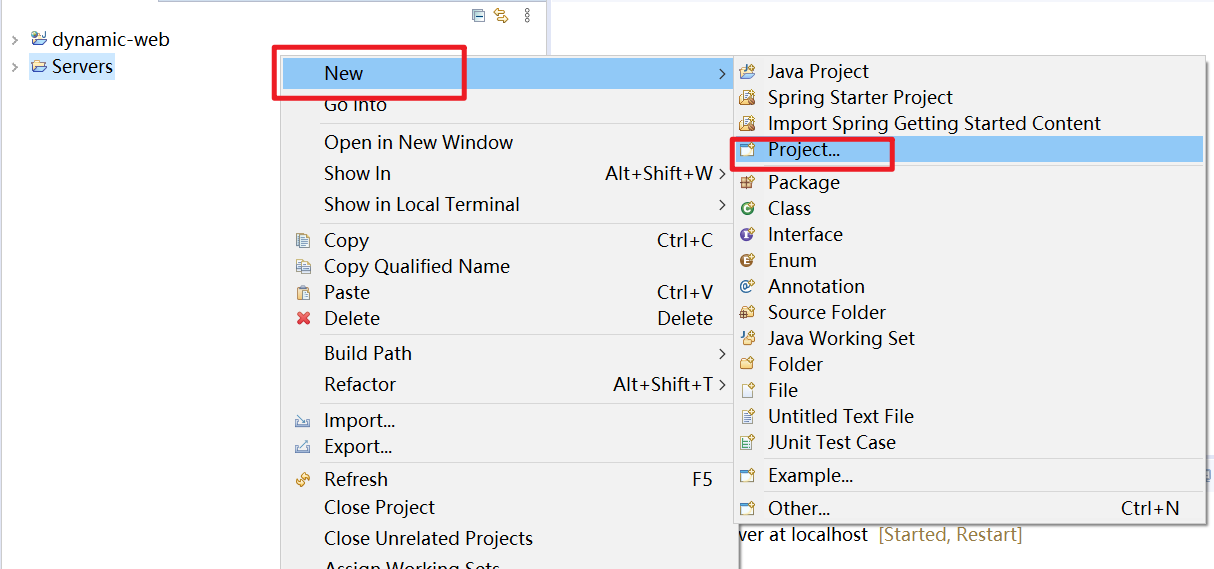 dynamic-web
Servers
New
Go Into
Open in New Window
Show In Alt+Shift+W
Show in Local Terminal
Copy Ctrl+C
Copy Qualified Name
Paste Ctrl+V
Delete Delete
Build Path
Refactor Alt+Shift+T
Import...
Export...
Refresh F5
Close Project
Close Unrelated Projects
Assign Working Sets
Java Project
Spring Starter Project
Import Spring Getting Started Content
Project...
Package
Class
Interface
Enum
Annotation
Source Folder
Java Working Set
Folder
File
Untitled Text File
JUnit Test Case
Example...
Other... Ctrl+N
ver at localhost [Started, Restart]